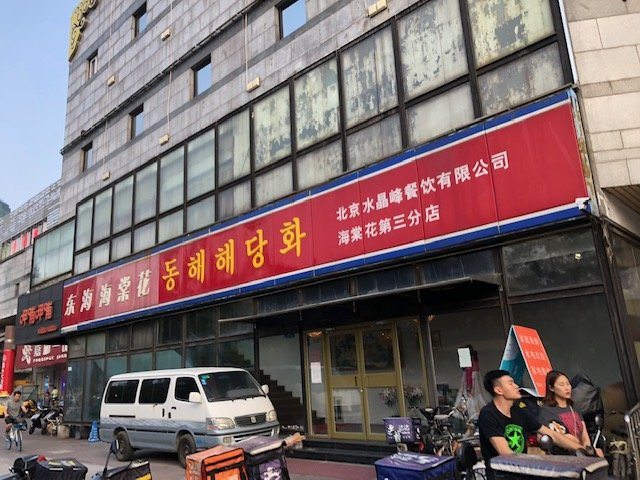 东海海棠花 동해해당화
北京水晶峰餐饮有限公司
海棠花第三分店